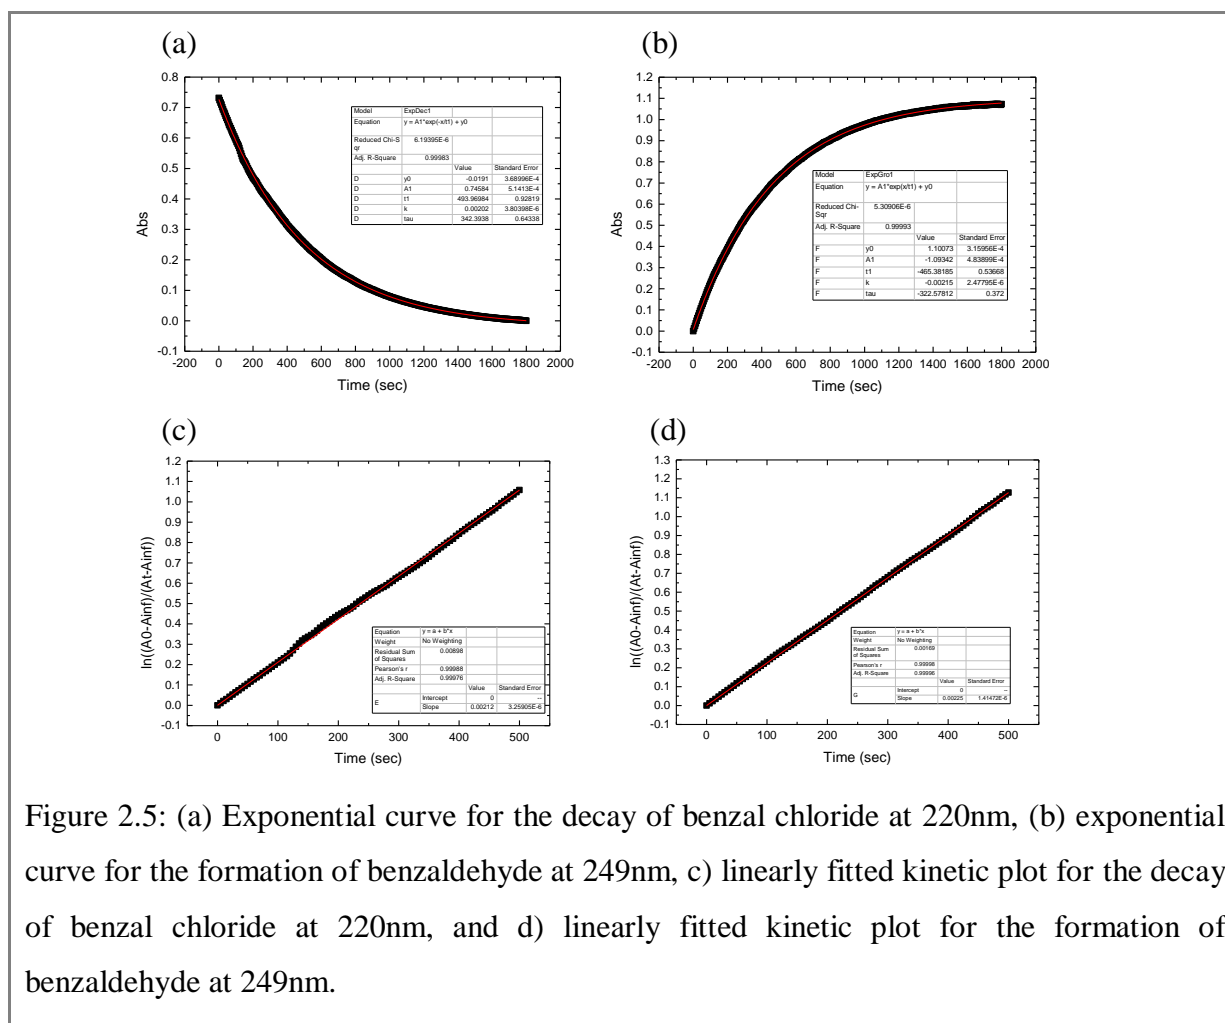 (a)
0.8
0.7
0.6
0.5
0.4
0.3
0.2
0.1
0.0
-0.1
Abs
-200 0 200 400 600 800 1000 1200 1400 1600 1800 2000
Time (sec)
Model ExpDec1
Equation y = A1*exp(-x/t1) + y0
Reduced Chi-S
qr 6.19395E-6
Adj. R-Square 0.99983
Value Standard Error
D y0 -0.0191 3.68996E-4
D A1 0.74584 5.1413E-4
D t1 493.96984 0.92819
D k 0.00202 3.80398E-6
D tau 342.3938 0.64338
(b)
1.2
1.1
1.0
0.9
0.8
0.7
0.6
0.5
0.4
0.3
0.2
0.1
0.0
-0.1
Abs
-200 0 200 400 600 800 1000 1200 1400 1600 1800 2000
Time (sec)
Model ExpGro1
Equation y = A1*exp(x/t1) + y0
Reduced Chi-
Sqr 5.30906E-6
Adj. R-Square 0.99993
Value Standard Error
F y0 1.10073 3.15956E-4
F A1 -1.09342 4.83899E-4
F t1 -465.38185 0.53668
F k -0.00215 2.47795E-6
F tau -322.57812 0.372
(c)
1.2
1.1
1.0
0.9
0.8
0.7
0.6
0.5
0.4
0.3
0.2
0.1
0.0
-0.1
ln((A0-Ainf)/(At-Ainf))
0 100 200 300 400 500
Time (sec)
Equation y = a + b*x
Weight No Weighting
Residual Sum
of Squares 0.00898
Pearson's r 0.99988
Adj. R-Square 0.99976
Value Standard Error
E Intercept 0 --
Slope 0.00212 3.25905E-6
(d)
1.3
1.2
1.1
1.0
0.9
0.8
0.7
0.6
0.5
0.4
0.3
0.2
0.1
0.0
-0.1
ln((A0-Ainf)/(At-Ainf))
0 100 200 300 400 500
Time (sec)
Equation y = a + b*x
Weight No Weighting
Residual Sum
of Squares 0.00169
Pearson's r 0.99998
Adj. R-Square 0.99996
Value Standard Error
G Intercept 0 --
Slope 0.00225 1.41472E-6
Figure 2.5: (a) Exponential curve for the decay of benzal chloride at 220nm, (b) exponential
curve for the formation of benzaldehyde at 249nm, c) linearly fitted kinetic plot for the decay
of benzal chloride at 220nm, and d) linearly fitted kinetic plot for the formation of
benzaldehyde at 249nm.